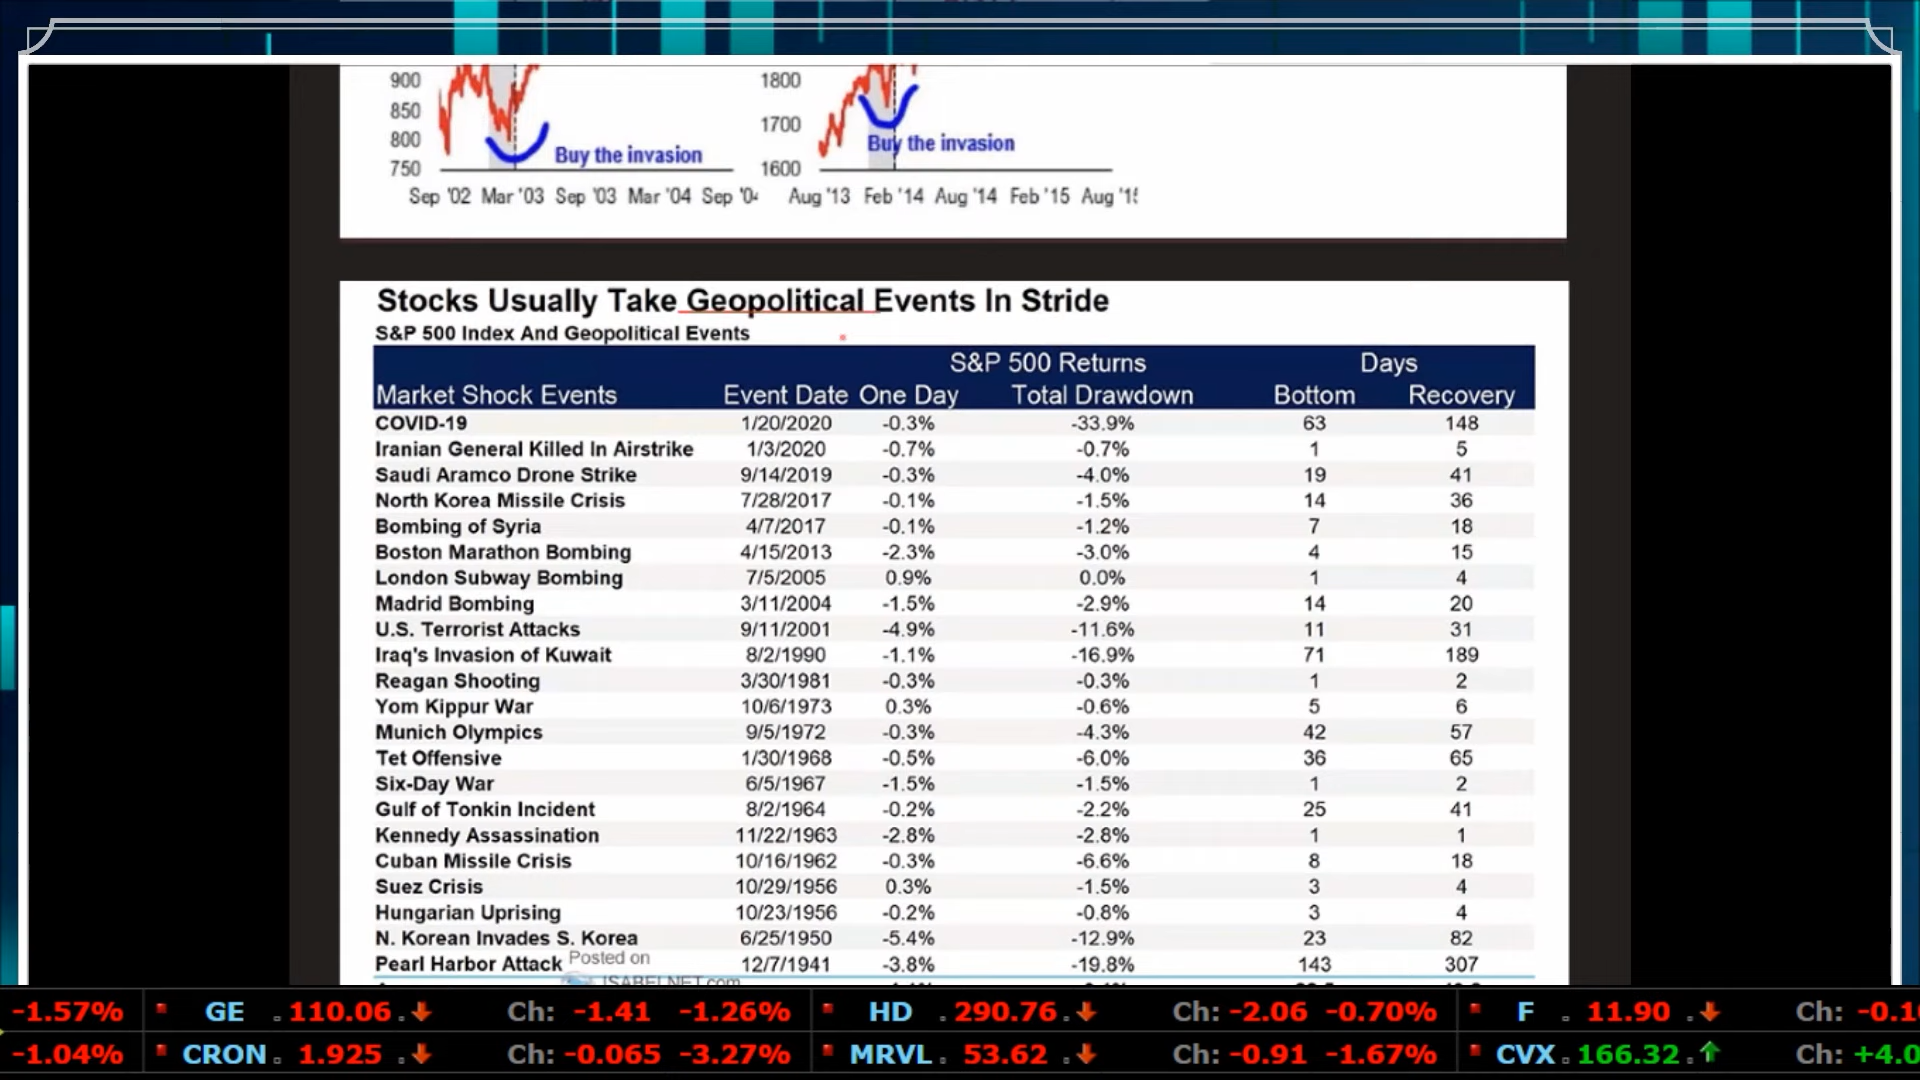 900
850
800
750
Buy the invasion
Sep '02 Mar '03 Sep '03 Mar '04 Sep '04
1800
1700
1600
Buy the invasion
Aug '13 Feb '14 Aug '14 Feb '15 Aug '15
Stocks Usually Take Geopolitical Events In Stride
S&P 500 Index And Geopolitical Events
S&P 500 Returns Days
Market Shock Events Event Date One Day Total Drawdown Bottom Recovery
COVID-19 1/20/2020 -0.3% -33.9% 63 148
Iranian General Killed In Airstrike 1/3/2020 -0.7% -0.7% 1 5
Saudi Aramco Drone Strike 9/14/2019 -0.3% -4.0% 19 41
North Korea Missile Crisis 7/28/2017 -0.1% -1.5% 14 36
Bombing of Syria 4/7/2017 -0.1% -1.2% 7 18
Boston Marathon Bombing 4/15/2013 -2.3% -3.0% 4 15
London Subway Bombing 7/5/2005 0.9% 0.0% 1 4
Madrid Bombing 3/11/2004 -1.5% -2.9% 14 20
U.S. Terrorist Attacks 9/11/2001 -4.9% -11.6% 11 31
Iraq's Invasion of Kuwait 8/2/1990 -1.1% -16.9% 71 189
Reagan Shooting 3/30/1981 -0.3% -0.3% 1 2
Yom Kippur War 10/6/1973 0.3% -0.6% 5 6
Munich Olympics 9/5/1972 -0.3% -4.3% 42 57
Tet Offensive 1/30/1968 -0.5% -6.0% 36 65
Six-Day War 6/5/1967 -1.5% -1.5% 1 2
Gulf of Tonkin Incident 8/2/1964 -0.2% -2.2% 25 41
Kennedy Assassination 11/22/1963 -2.8% -2.8% 1 1
Cuban Missile Crisis 10/16/1962 -0.3% -6.6% 8 18
Suez Crisis 10/29/1956 0.3% -1.5% 3 4
Hungarian Uprising 10/23/1956 -0.2% -0.8% 3 4
N. Korean Invades S. Korea 6/25/1950 -5.4% -12.9% 23 82
Pearl Harbor Attack 12/7/1941 -3.8% -19.8% 143 307
Posted on
ISABELNET.com
-1.57% GE 110.06 Ch: -1.41 -1.26% HD 290.76 Ch: -2.06 -0.70% F 11.90 Ch:
-1.04% CRON 1.925 Ch: -0.065 -3.27% MRVL 53.62 Ch: -0.91 -1.67% CVX 166.32 Ch: